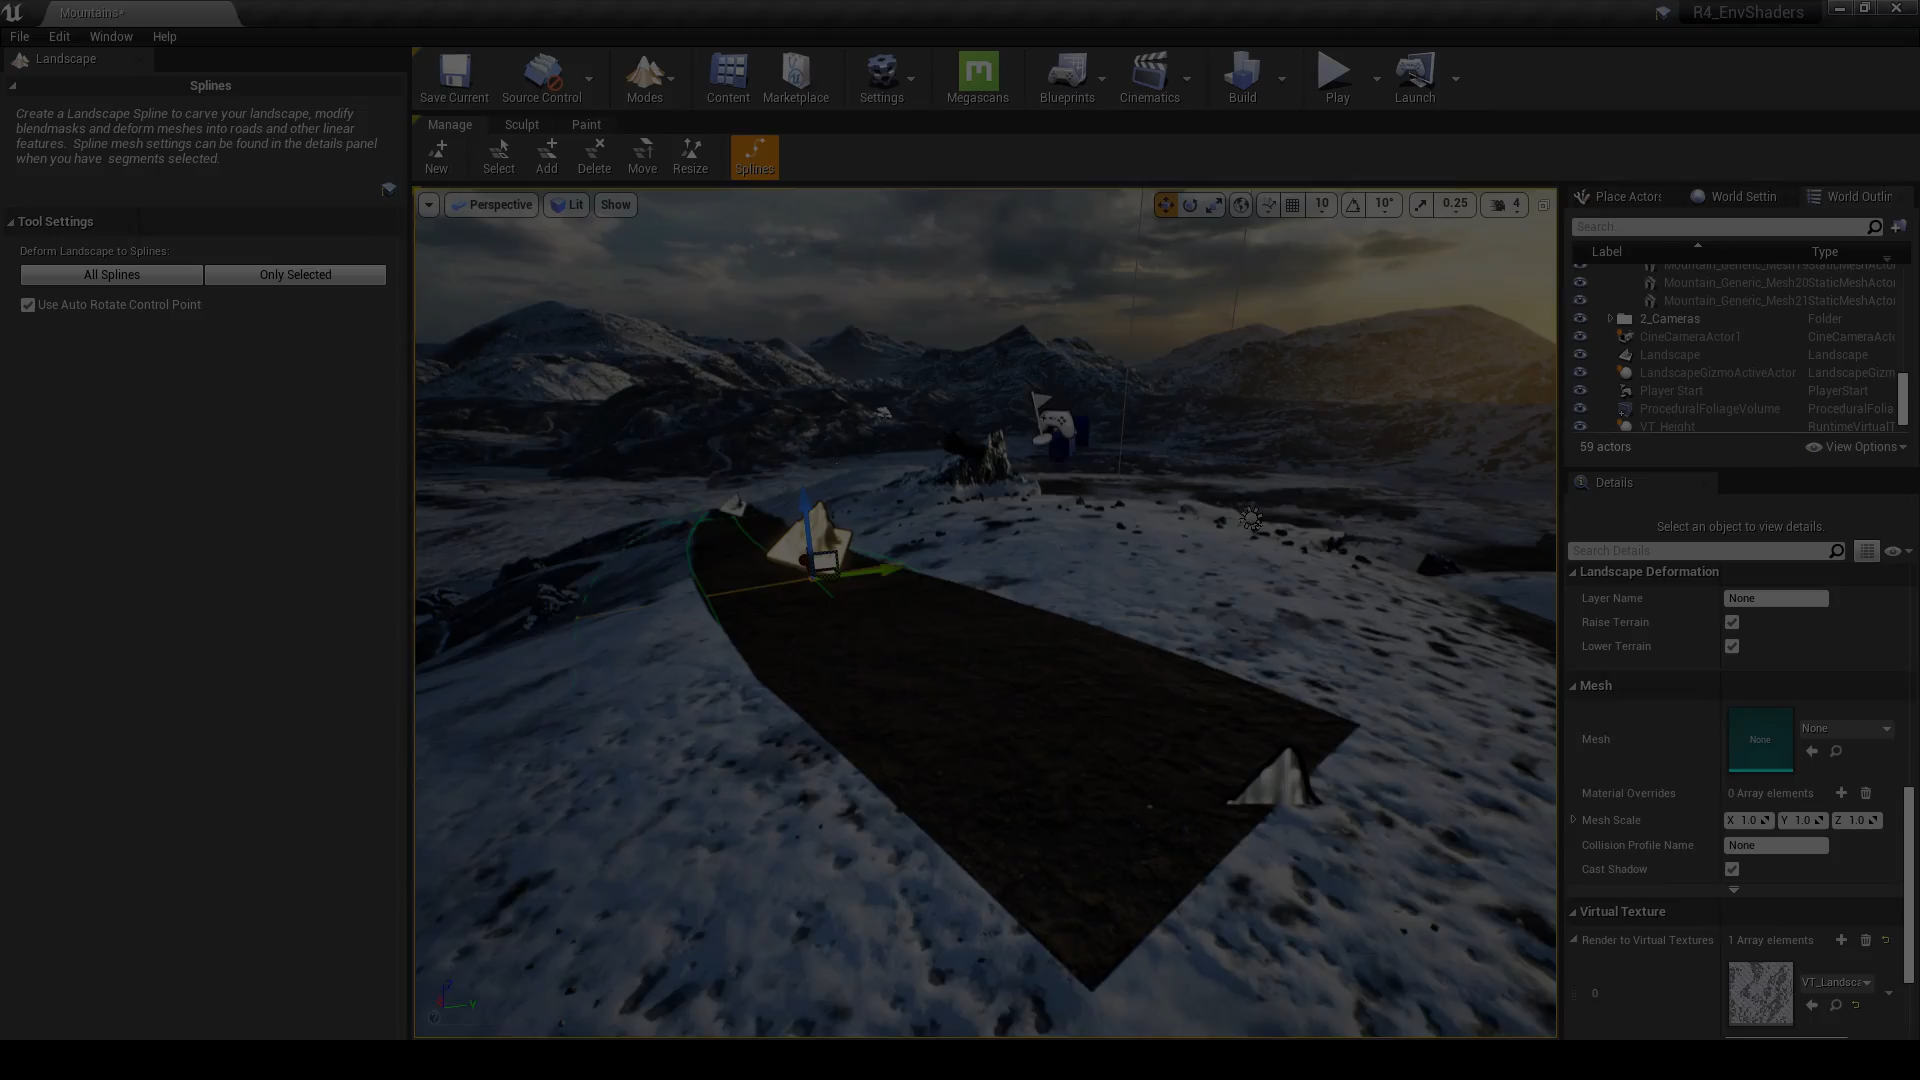 Mountains*
R4_EnvShaders
File Edit Window Help
Landscape
Splines
Create a Landscape Spline to carve your landscape, modify
blendmasks and deform meshes into roads and other linear
features. Spline mesh settings can be found in the details panel
when you have segments selected.
Tool Settings
Deform Landscape to Splines:
All Splines Only Selected
Use Auto Rotate Control Point
Save Current Source Control Modes Content Marketplace Settings Megascans Blueprints Cinematics Build Play Launch
Manage Sculpt Paint
New Select Add Delete Move Resize Splines
Perspective Lit Show
10 10° 0.25 4
Place Actors World Settin World Outlin
Search...
Label Type
Mountain_Generic_Mesh19 StaticMeshActor
Mountain_Generic_Mesh20 StaticMeshActor
Mountain_Generic_Mesh21 StaticMeshActor
2_Cameras Folder
CineCameraActor1 CineCameraActo
Landscape Landscape
LandscapeGizmoActiveActor LandscapeGizm
Player Start PlayerStart
ProceduralFoliageVolume ProceduralFolia
VT_Height RuntimeVirtualT
59 actors View Options
Details
Select an object to view details.
Search Details
Landscape Deformation
Layer Name None
Raise Terrain
Lower Terrain
Mesh
Mesh None None
Material Overrides 0 Array elements
Mesh Scale X 1.0 Y 1.0 Z 1.0
Collision Profile Name None
Cast Shadow
Virtual Texture
Render to Virtual Textures 1 Array elements
0 VT_Landsca